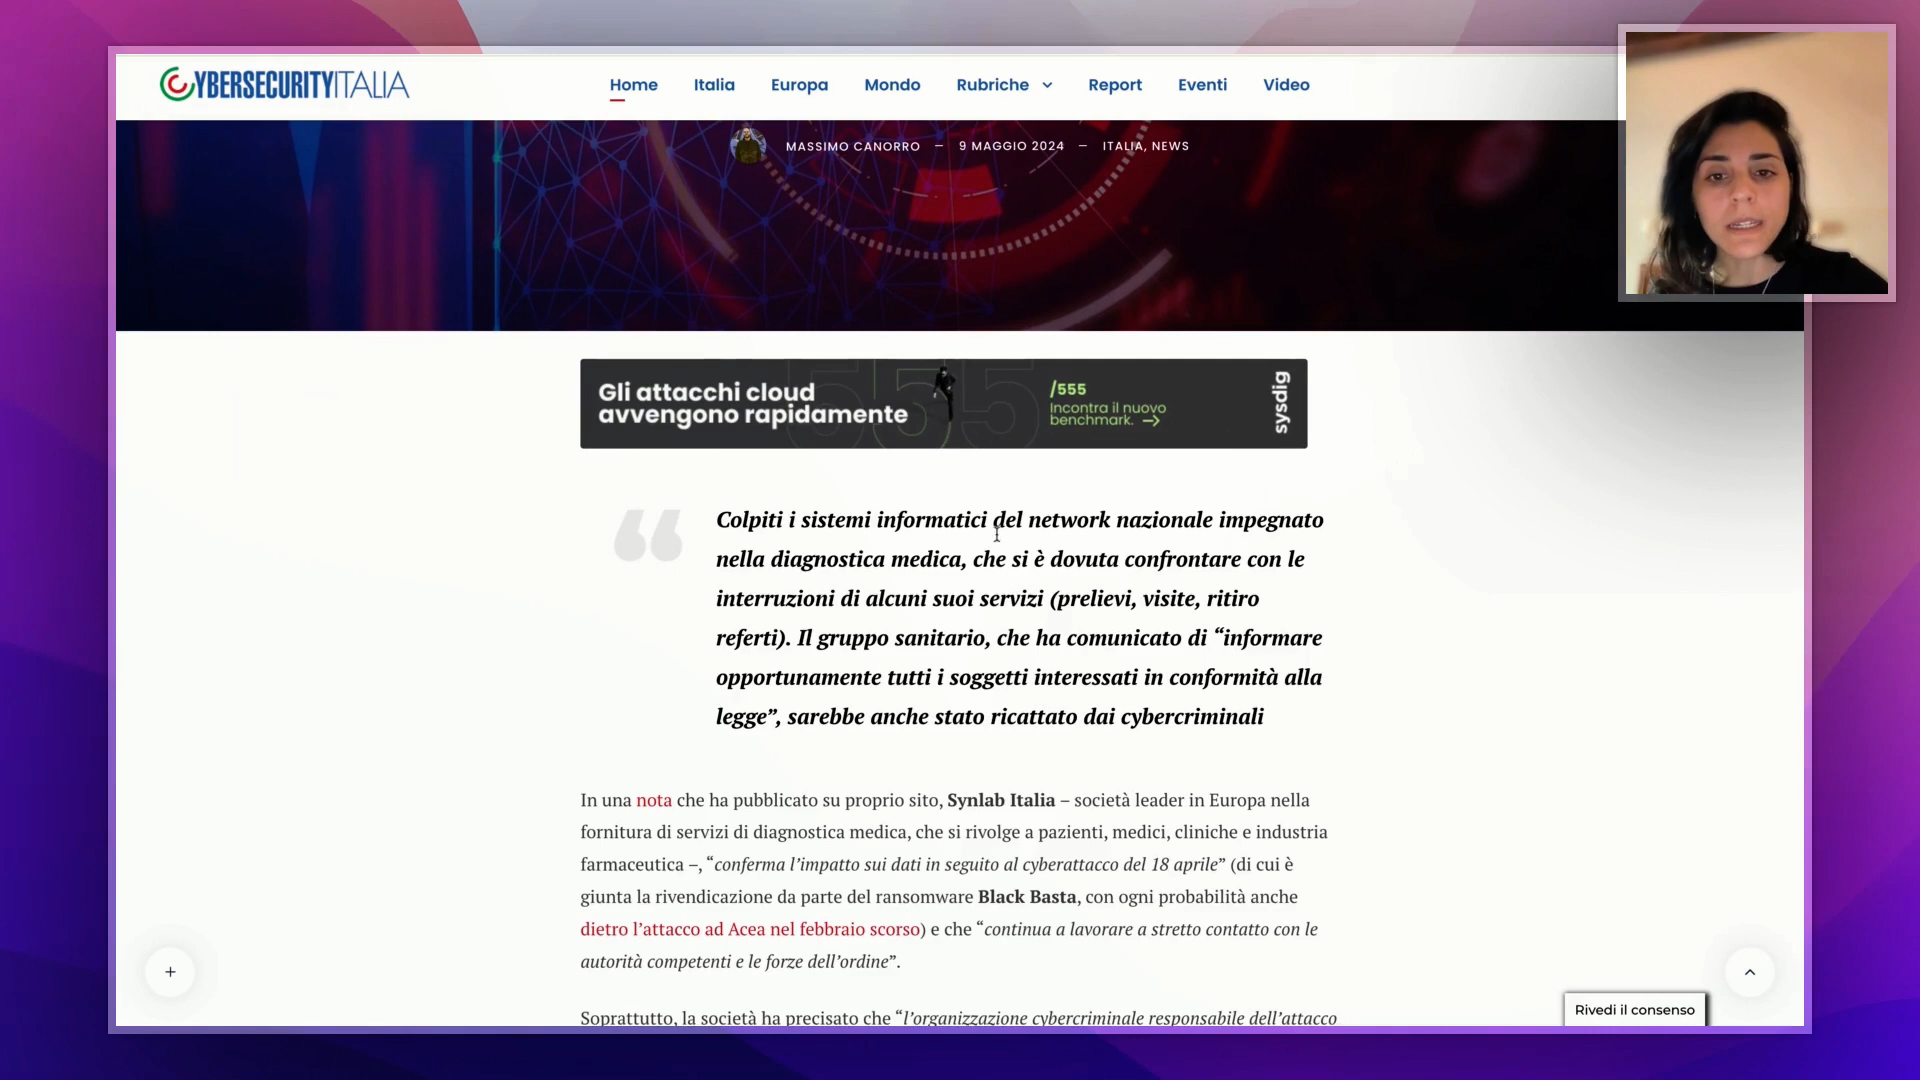 CYBERSECURITYITALIA
Home Italia Europa Mondo Rubriche Report Eventi Video
MASSIMO CANORRO — 9 MAGGIO 2024 — ITALIA, NEWS
Gli attacchi cloud
avvengono rapidamente
555
/555
Incontra il nuovo
benchmark. →
sysdig
“
Colpiti i sistemi informatici del network nazionale impegnato
nella diagnostica medica, che si è dovuta confrontare con le
interruzioni di alcuni suoi servizi (prelievi, visite, ritiro
referti). Il gruppo sanitario, che ha comunicato di “informare
opportunamente tutti i soggetti interessati in conformità alla
legge”, sarebbe anche stato ricattato dai cybercriminali
In una nota che ha pubblicato su proprio sito, Synlab Italia – società leader in Europa nella
fornitura di servizi di diagnostica medica, che si rivolge a pazienti, medici, cliniche e industria
farmaceutica –, “conferma l’impatto sui dati in seguito al cyberattacco del 18 aprile” (di cui è
giunta la rivendicazione da parte del ransomware Black Basta, con ogni probabilità anche
dietro l’attacco ad Acea nel febbraio scorso) e che “continua a lavorare a stretto contatto con le
autorità competenti e le forze dell’ordine”.
Soprattutto, la società ha precisato che “l’organizzazione cybercriminale responsabile dell’attacco
Rivedi il consenso